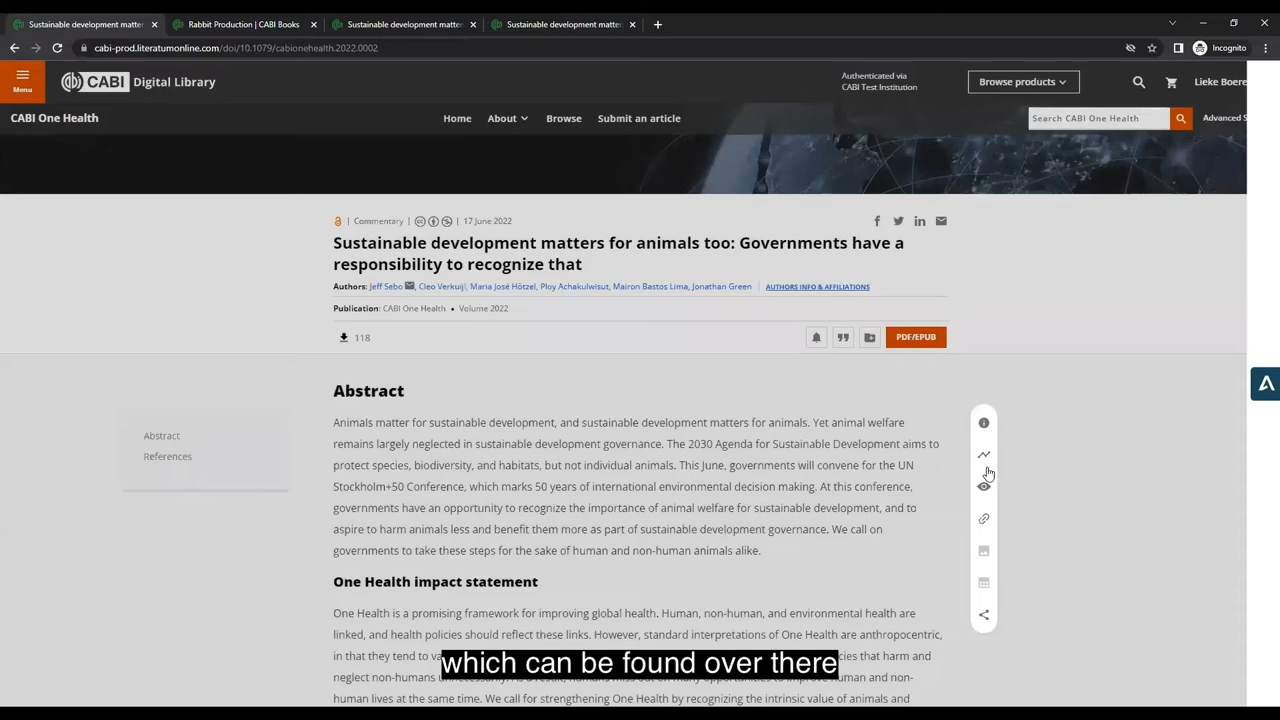 Sustainable development matter
Rabbit Production | CABI Books
Sustainable development matter
Sustainable development matter
cabi-prod.literatumonline.com/doi/10.1079/cabionehealth.2022.0002
Incognito
Menu
CABI Digital Library
Authenticated via
CABI Test Institution
Browse products
Lieke Boere
CABI One Health
Home
About
Browse
Submit an article
Search CABI One Health
Advanced S
| Commentary | 17 June 2022
Sustainable development matters for animals too: Governments have a
responsibility to recognize that
Authors: Jeff Sebo, Cleo Verkuijl, Maria José Hötzel, Ploy Achakulwisut, Mairon Bastos Lima, Jonathan Green | AUTHORS INFO & AFFILIATIONS
Publication: CABI One Health • Volume 2022
118
PDF/EPUB
Abstract
References
Abstract
Animals matter for sustainable development, and sustainable development matters for animals. Yet animal welfare
remains largely neglected in sustainable development governance. The 2030 Agenda for Sustainable Development aims to
protect species, biodiversity, and habitats, but not individual animals. This June, governments will convene for the UN
Stockholm+50 Conference, which marks 50 years of international environmental decision making. At this conference,
governments have an opportunity to recognize the importance of animal welfare for sustainable development, and to
aspire to harm animals less and benefit them more as part of sustainable development governance. We call on
governments to take these steps for the sake of human and non-human animals alike.
One Health impact statement
One Health is a promising framework for improving global health. Human, non-human, and environmental health are
linked, and health policies should reflect these links. However, standard interpretations of One Health are anthropocentric,
in that they tend to that harm and
neglect non-humans human and non-
human lives at the same time. We call for strengthening One Health by recognizing the intrinsic value of animals and
which can be found over there